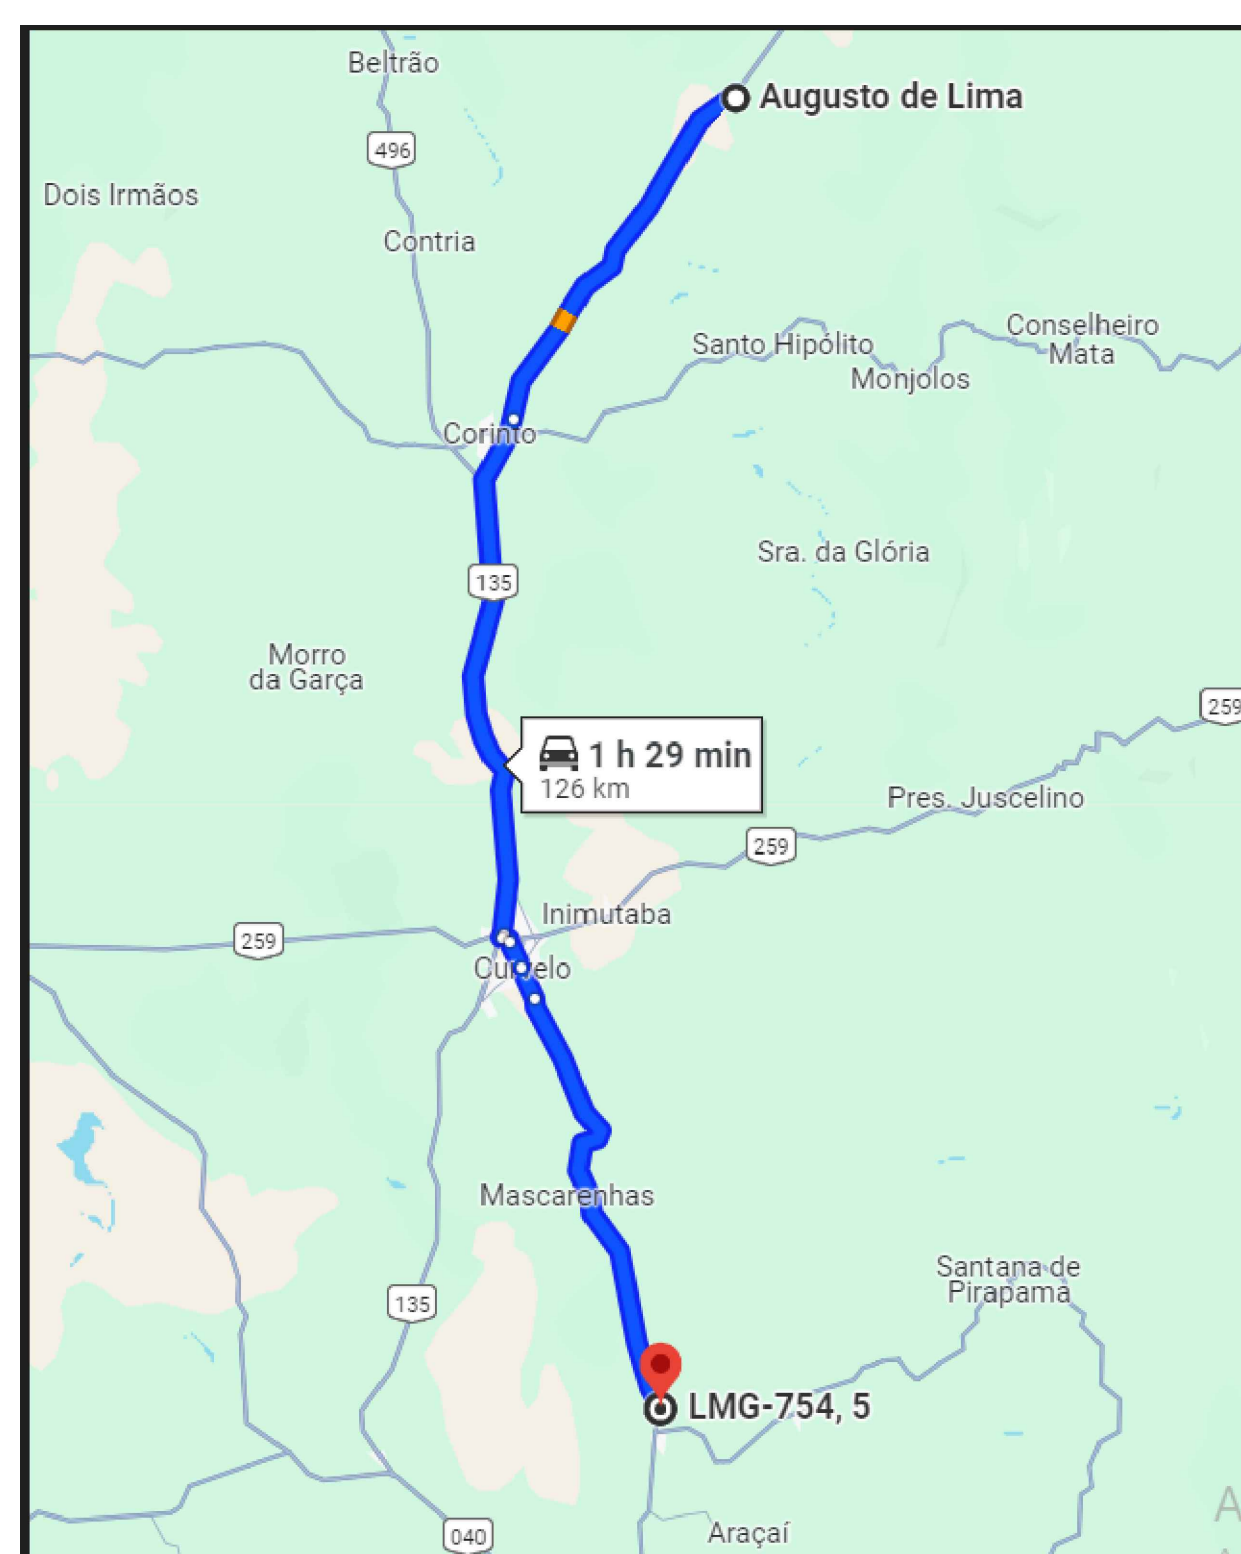 Beltrão
Augusto de Lima
496
Dois Irmãos
Contria
Conselheiro
Mata
Santo Hipólito
Monjolos
Corinto
Sra. da Glória
135
Morro
da Garça
259
1 h 29 min
126 km
Pres. Juscelino
259
Inimutaba
259
Curvelo
Mascarenhas
Santana de
Pirapama
135
LMG-754, 5
Araçaí
040
A